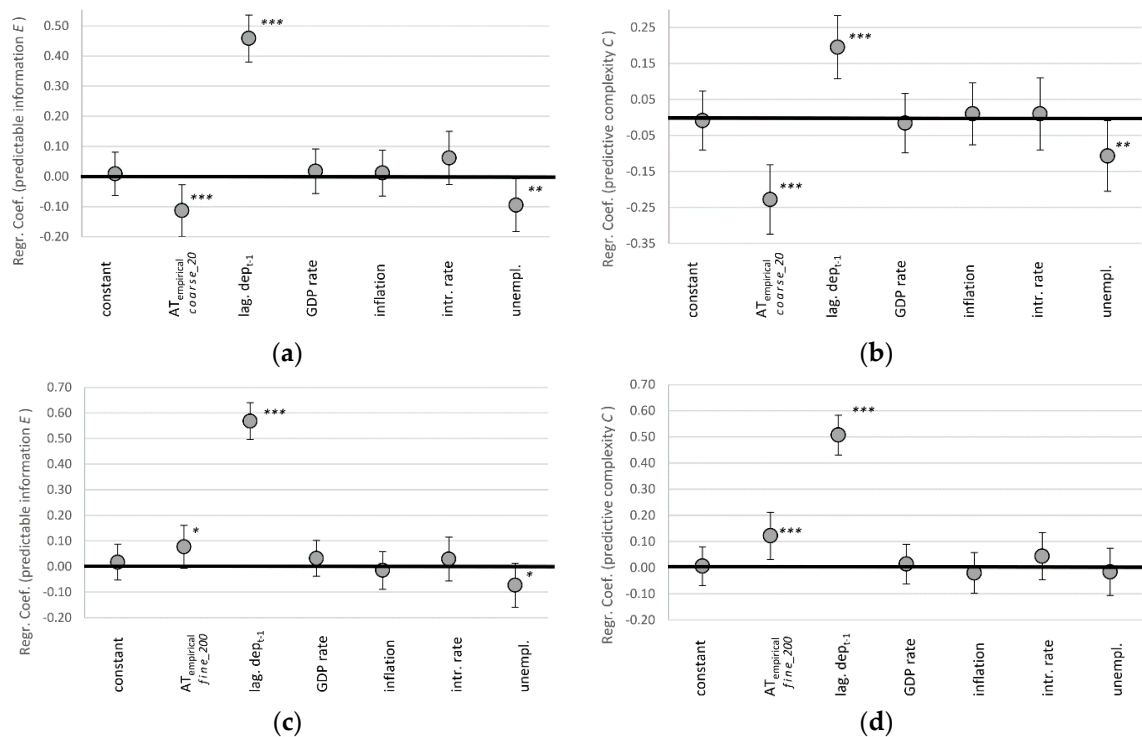 Regr. Coef. (predictable information E )
0.50
0.40
0.30
0.20
0.10
0.00
-0.10
-0.20
***
***
**
constant
ATempirical
coarse_20
lag. dept-1
GDP rate
inflation
intr. rate
unempl.
(a)
Regr. Coef. (predictive complexity C )
0.25
0.15
0.05
-0.05
-0.15
-0.25
-0.35
***
***
**
constant
ATempirical
coarse_20
lag. dept-1
GDP rate
inflation
intr. rate
unempl.
(b)
Regr. Coef. (predictable information E )
0.70
0.60
0.50
0.40
0.30
0.20
0.10
0.00
-0.10
-0.20
*
***
*
constant
ATempirical
fine_200
lag. dept-1
GDP rate
inflation
intr. rate
unempl.
(c)
Regr. Coef. (predictive complexity C )
0.70
0.60
0.50
0.40
0.30
0.20
0.10
0.00
-0.10
-0.20
***
***
constant
ATempirical
fine_200
lag. dept-1
GDP rate
inflation
intr. rate
unempl.
(d)